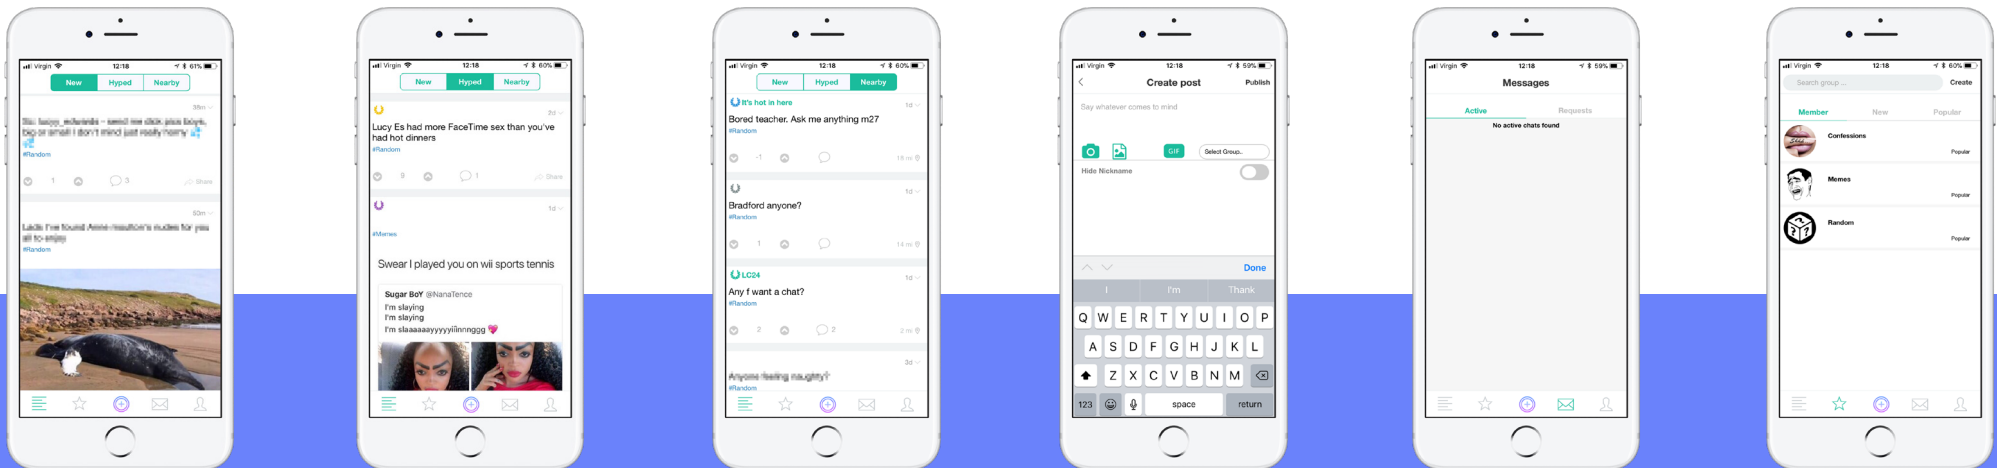 Virgin
12:18
61%
New
Hyped
Nearby
38m
#Random
1
3
Share
50m
#Random
Virgin
12:18
60%
New
Hyped
Nearby
2d
Lucy Es had more FaceTime sex than you've
had hot dinners
#Random
9
1
Share
1d
#Memes
Swear I played you on wii sports tennis
Sugar BoY @NanaTence
I'm slaying
I'm slaying
I'm slaaaaaayyyyyiiinnnggg
Virgin
12:18
60%
New
Hyped
Nearby
It's hot in here
1d
Bored teacher. Ask me anything m27
#Random
-1
18 mi
1d
Bradford anyone?
#Random
1
14 mi
LC24
1d
Any f want a chat?
#Random
2
2
2 mi
3d
Anyone feeling naughty?
#Random
Virgin
12:18
59%
Create post
Publish
Say whatever comes to mind
GIF
Select Group..
Hide Nickname
Done
I
I'm
Thank
Q W E R T Y U I O P
A S D F G H J K L
Z X C V B N M
123
space
return
Virgin
12:18
59%
Messages
Active
Requests
No active chats found
Virgin
12:18
60%
Search group ...
Create
Member
New
Popular
Confessions
Popular
Memes
Popular
Random
Popular